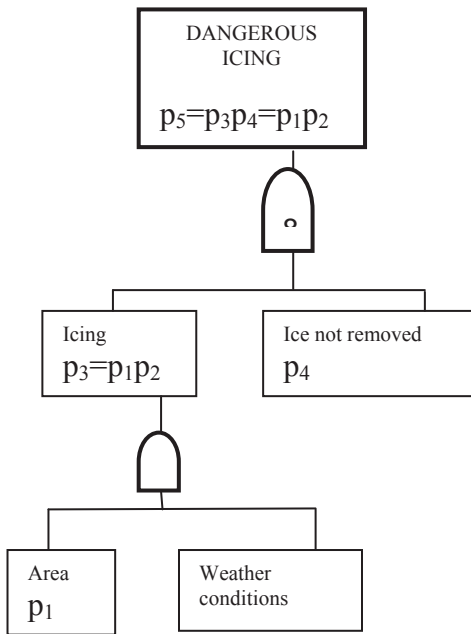 DANGEROUS
ICING
p₅=p₃p₄=p₁p₂
Icing
p₃=p₁p₂
Ice not removed
p₄
Area
p₁
Weather
conditions